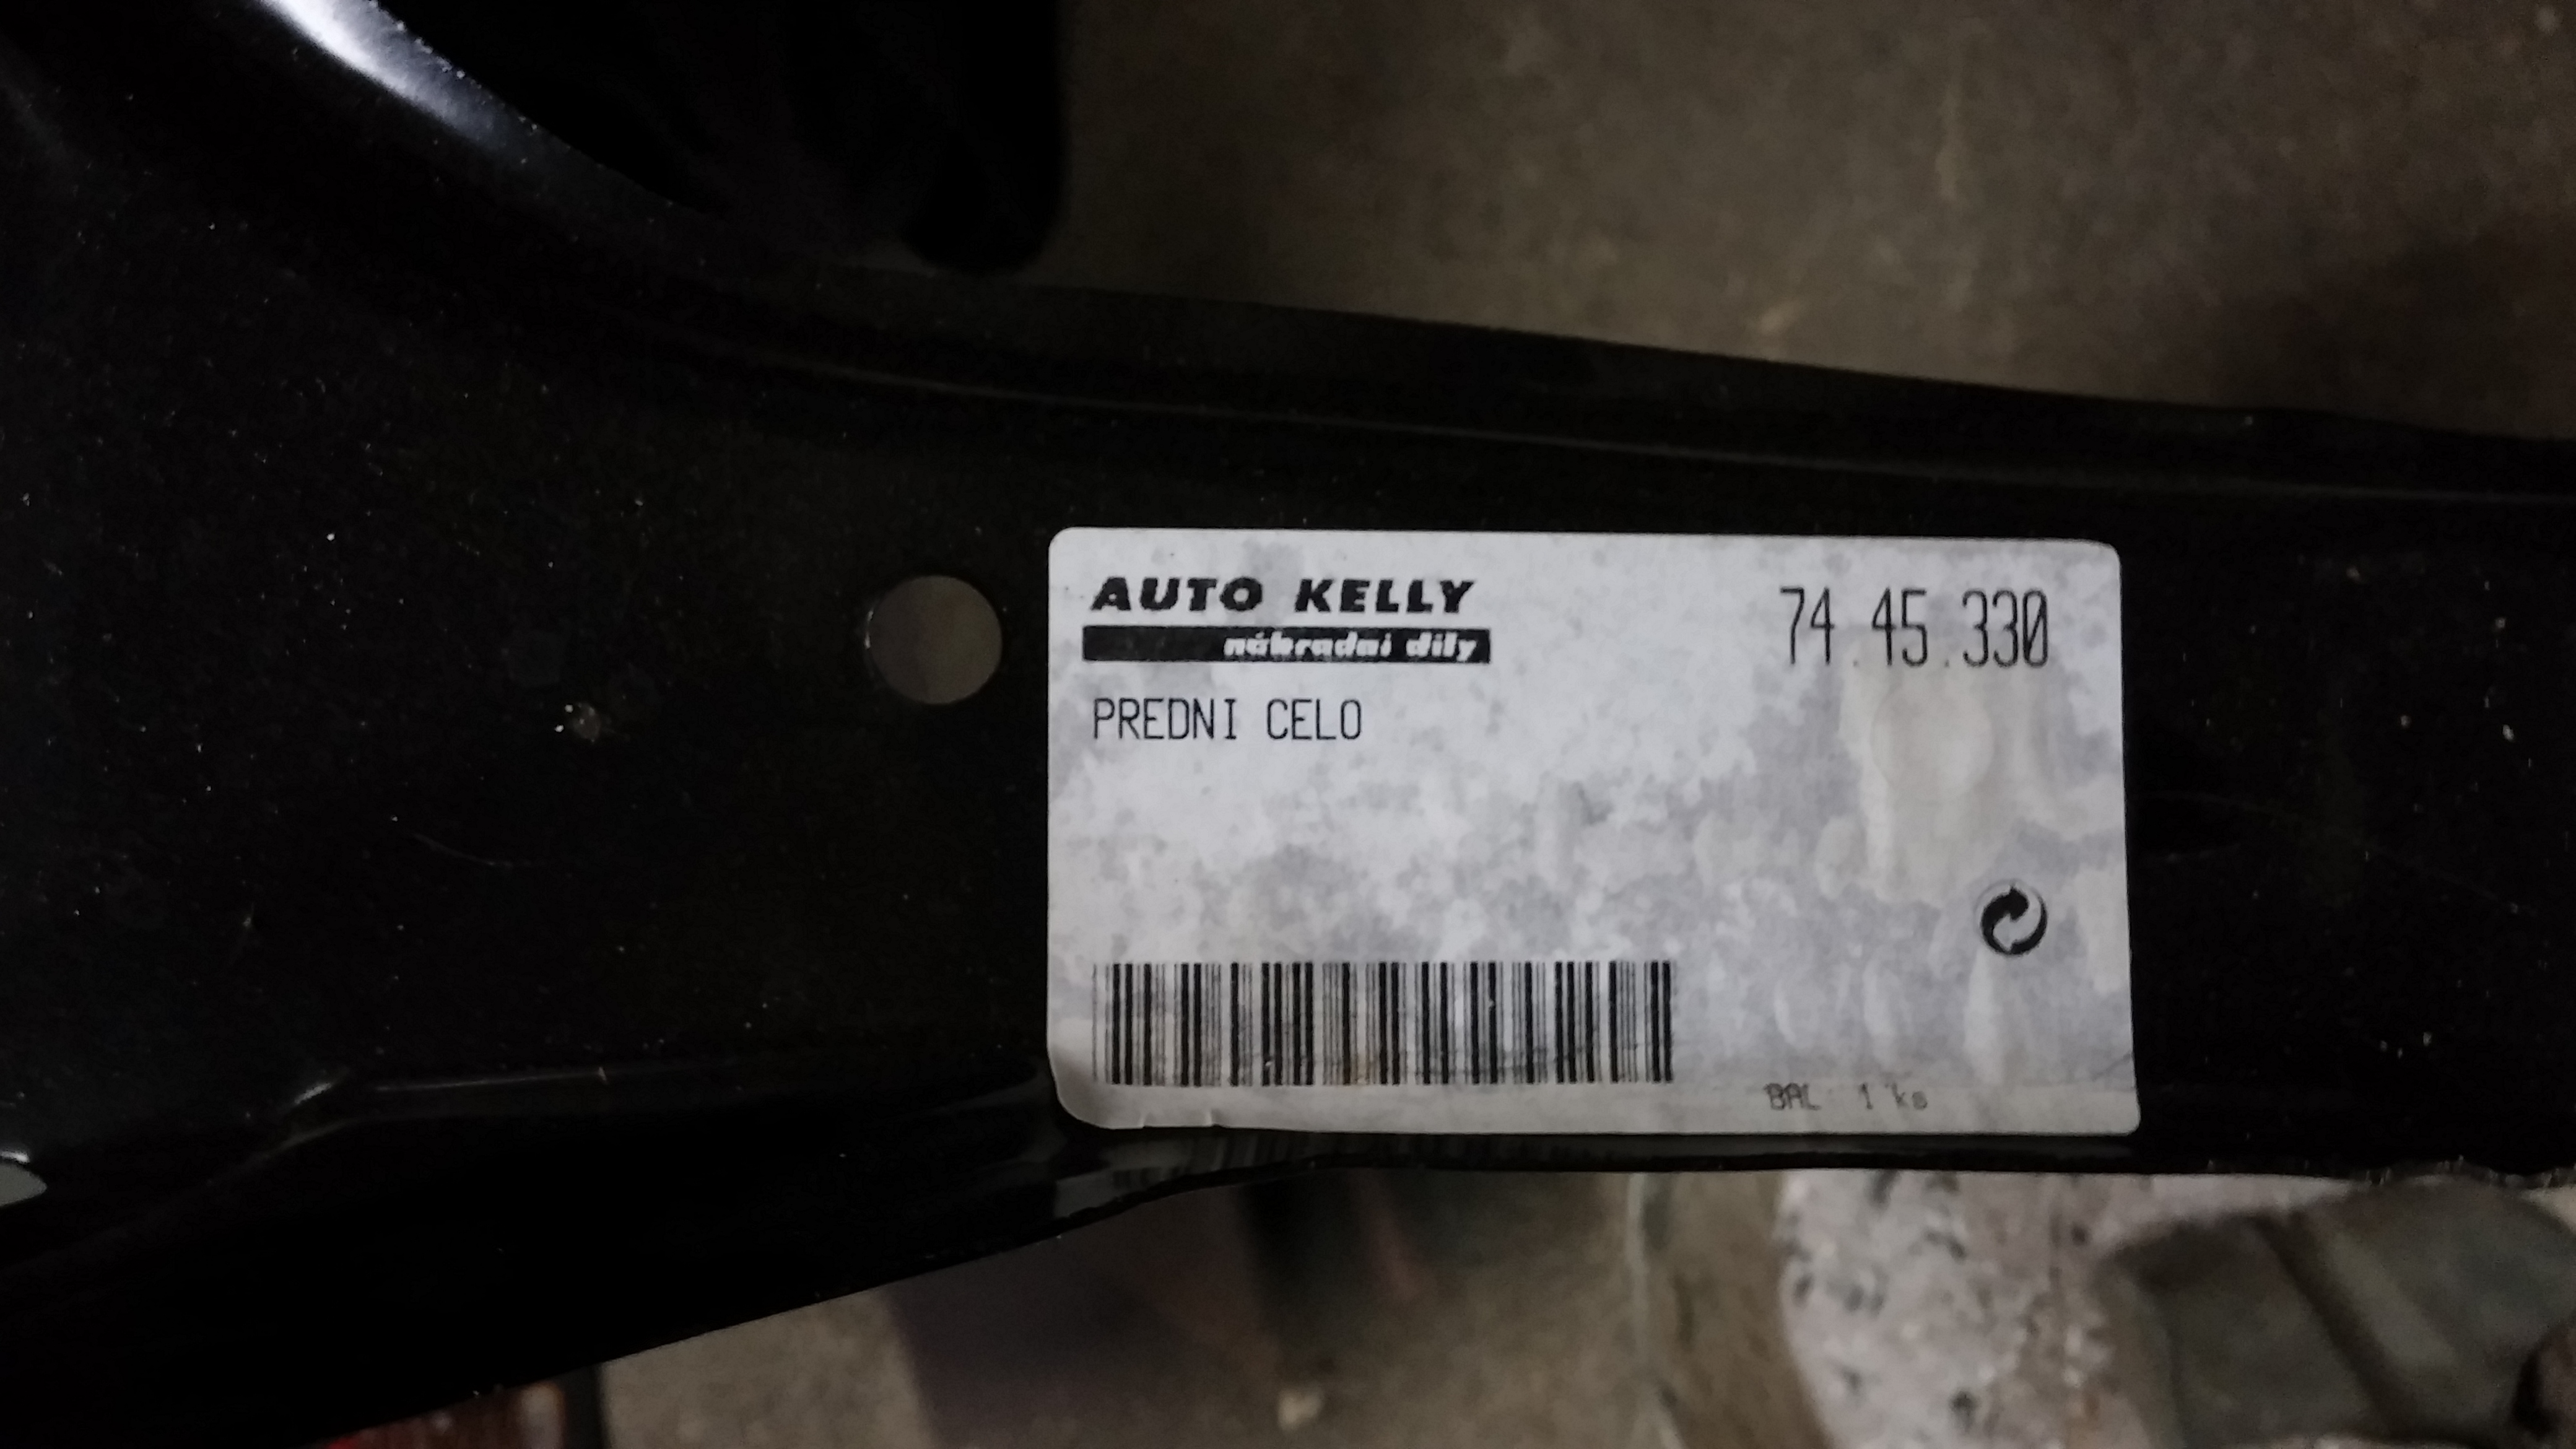 AUTO KELLY
náhradní díly
74.45.330
PREDNI CELO
BAL 1 ks